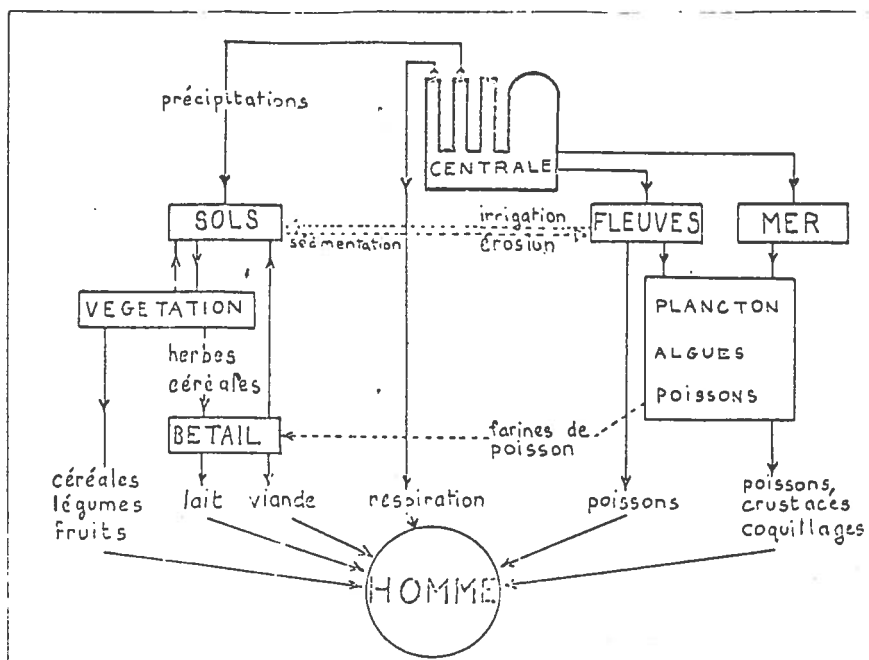 précipitations
CENTRALE
SOLS
irrigation
FLEUVES
MER
sédmentation
érosion
VEGETATION
PLANCTON
herbes
céréales
ALGUES
POISSONS
BETAIL
farines de
poisson
céréales
légumes
fruits
lait
viande
respiration
poissons
poissons,
crustacés
coquillages
HOMME